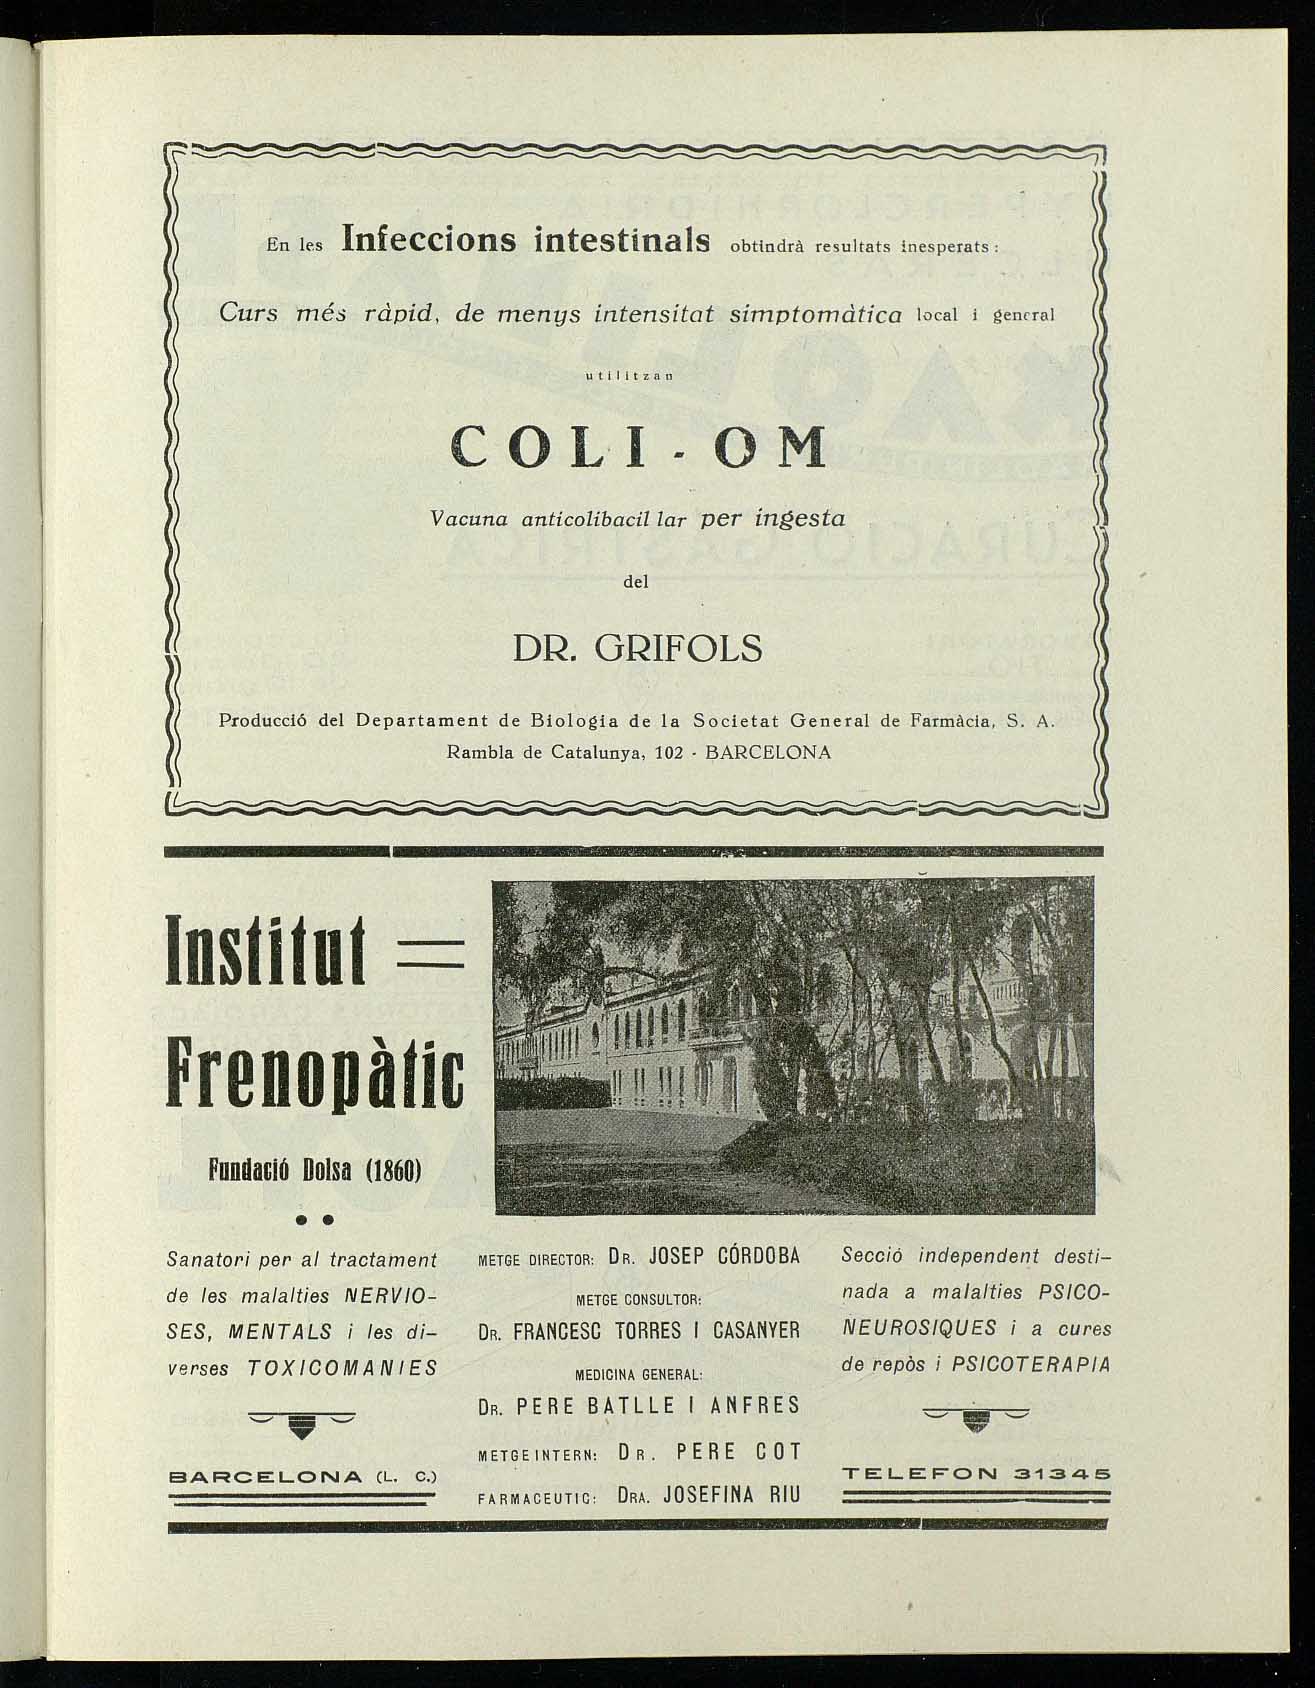 En les Infeccions intestinals obtindrà resultats inesperats:
Curs més ràpid, de menys intensitat simptomàtica local i general
utilitzan
COLI-OM
Vacuna anticolibacil lar per ingesta
del
DR. GRIFOLS
Producció del Departament de Biologia de la Societat General de Farmàcia, S. A.
Rambla de Catalunya, 102 - BARCELONA
Institut
Frenopàtic
Fundació Dolsa (1860)
Sanatori per al tractament
de les malalties NERVIO-
SES, MENTALS i les di-
verses TOXICOMANIES
BARCELONA (L. C.)
METGE DIRECTOR: DR. JOSEP CÓRDOBA
METGE CONSULTOR:
DR. FRANCESC TORRES I CASANYER
MEDICINA GENERAL:
DR. PERE BATLLE I ANFRES
METGE INTERN: DR. PERE COT
FARMACEUTIC: DRA. JOSEFINA RIU
Secció independent desti-
nada a malalties PSICO-
NEUROSIQUES i a cures
de repòs i PSICOTERAPIA
TELEFON 31345